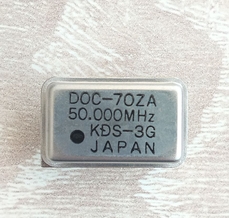 DOC-70ZA
50.000MHz
KDS-3G
JAPAN